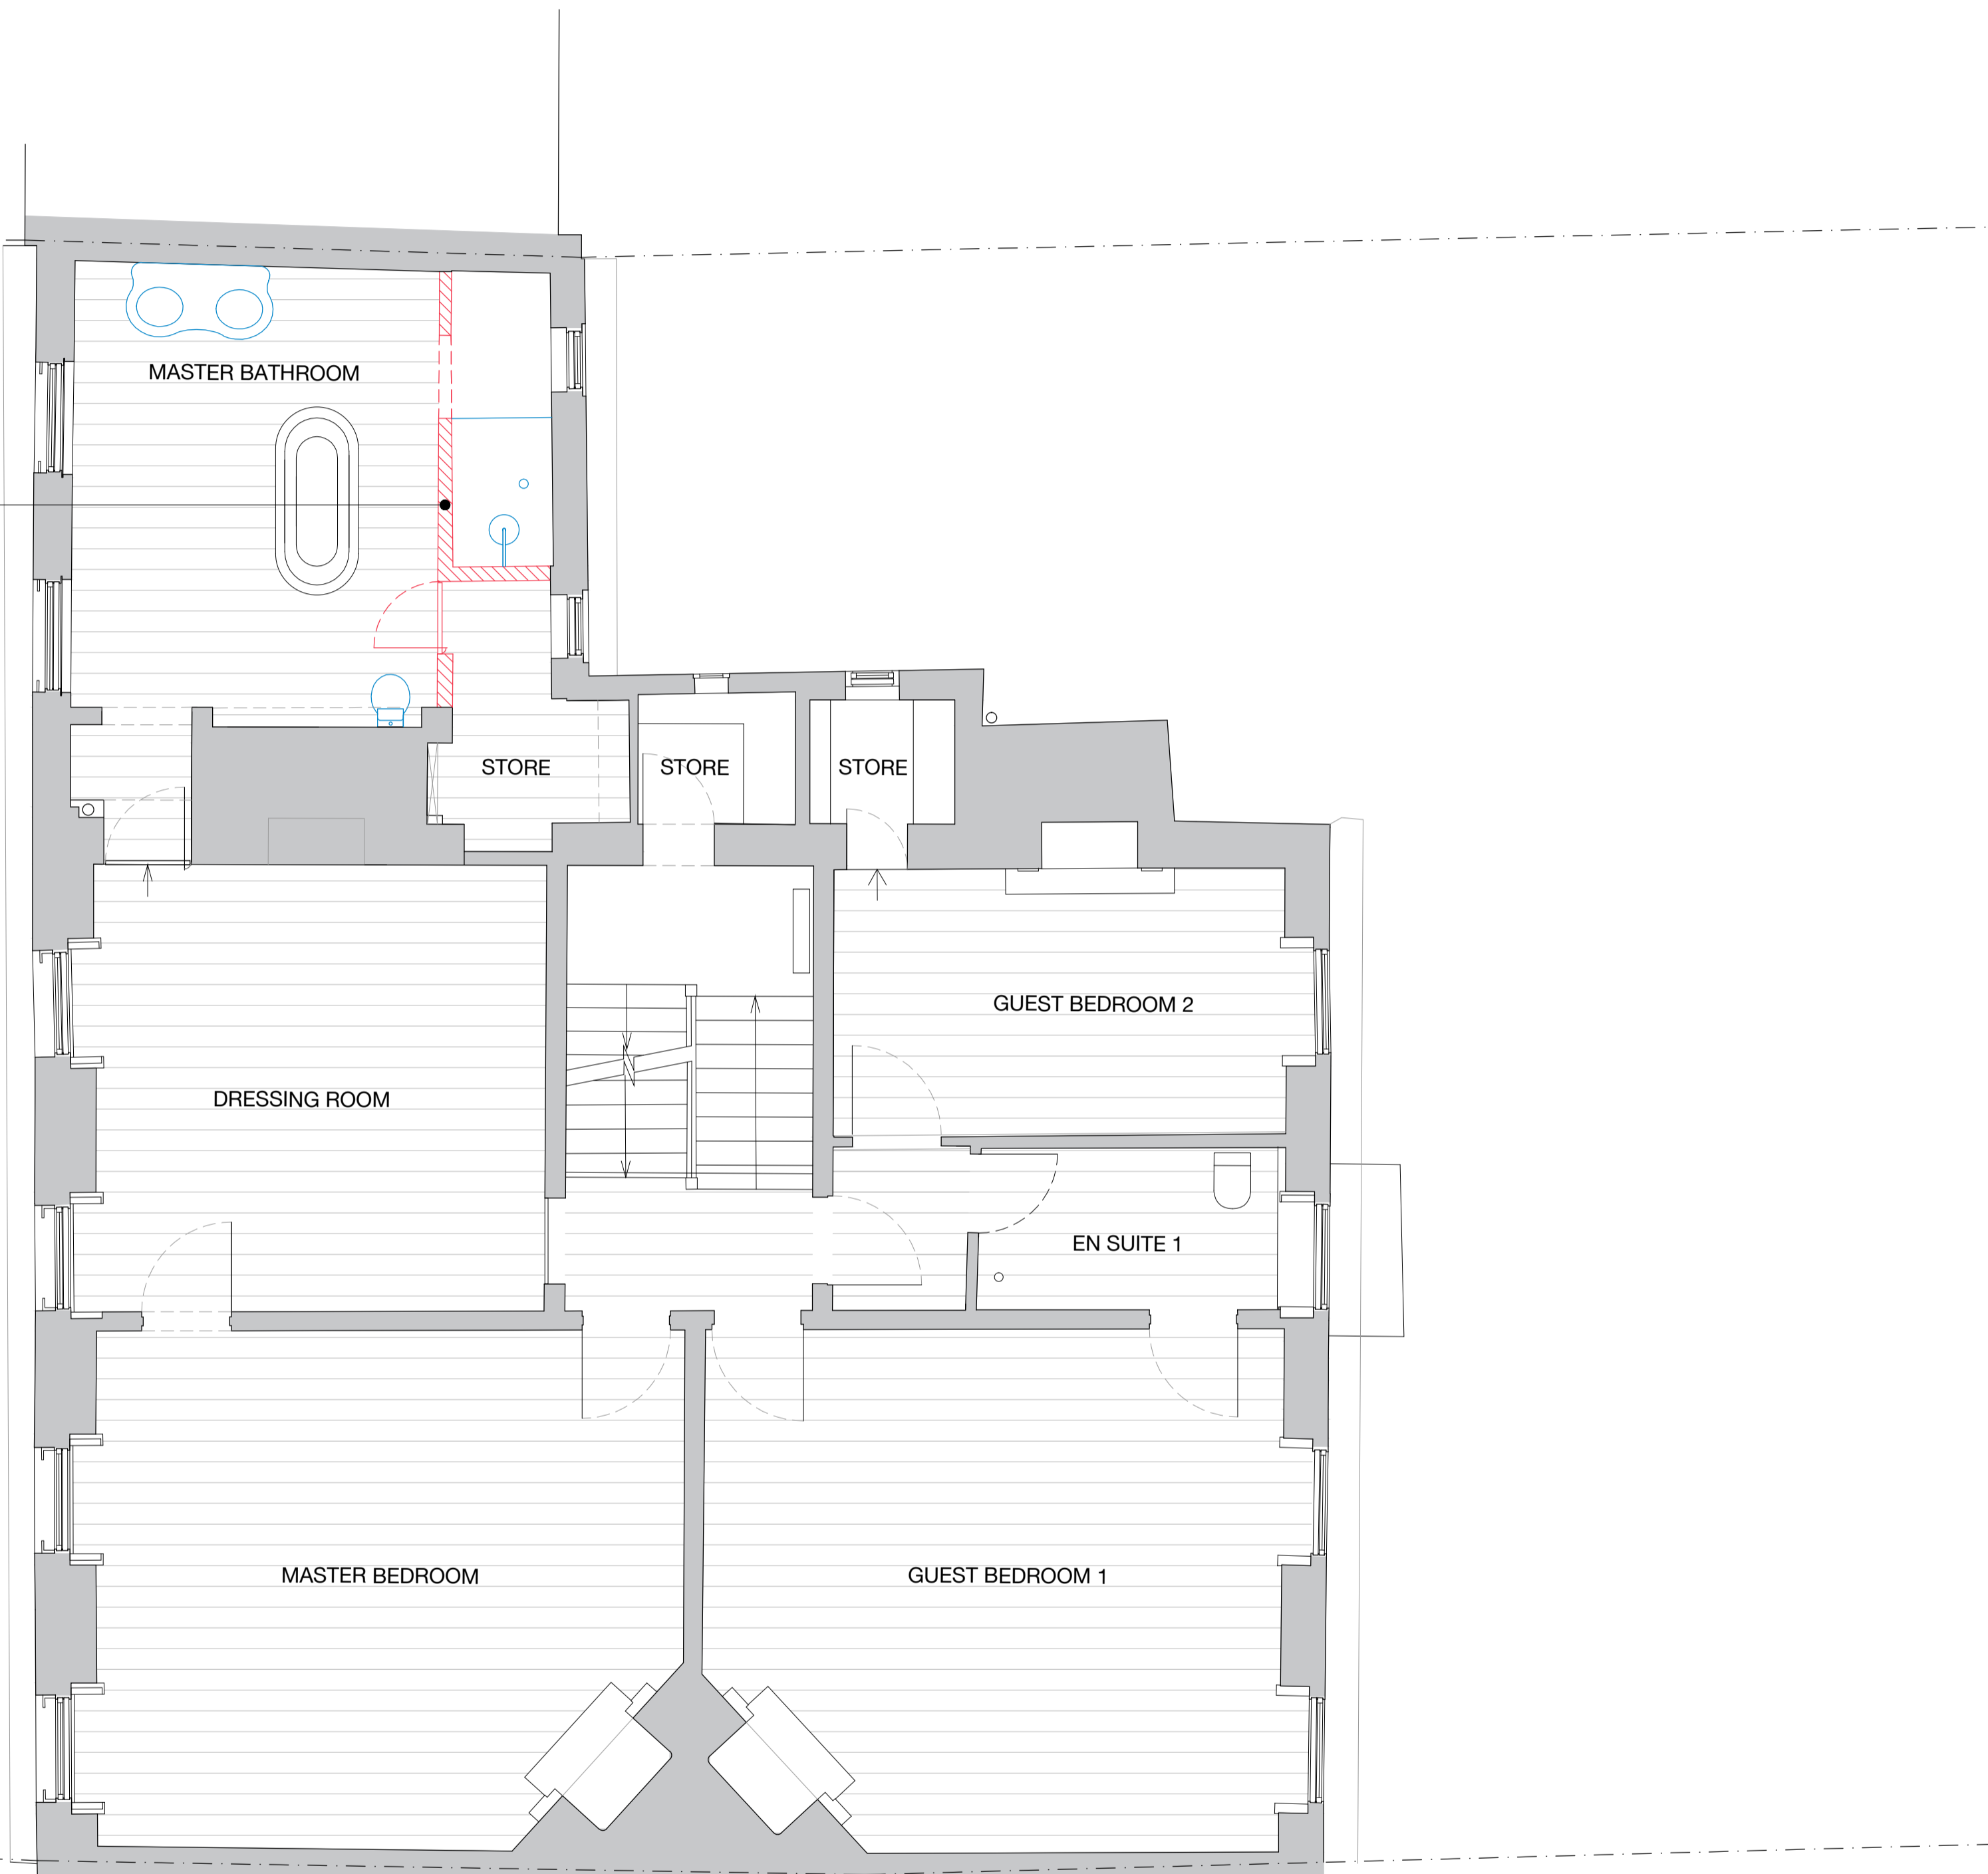 MASTER BATHROOM
STORE
STORE
STORE
GUEST BEDROOM 2
DRESSING ROOM
EN SUITE 1
MASTER BEDROOM
GUEST BEDROOM 1